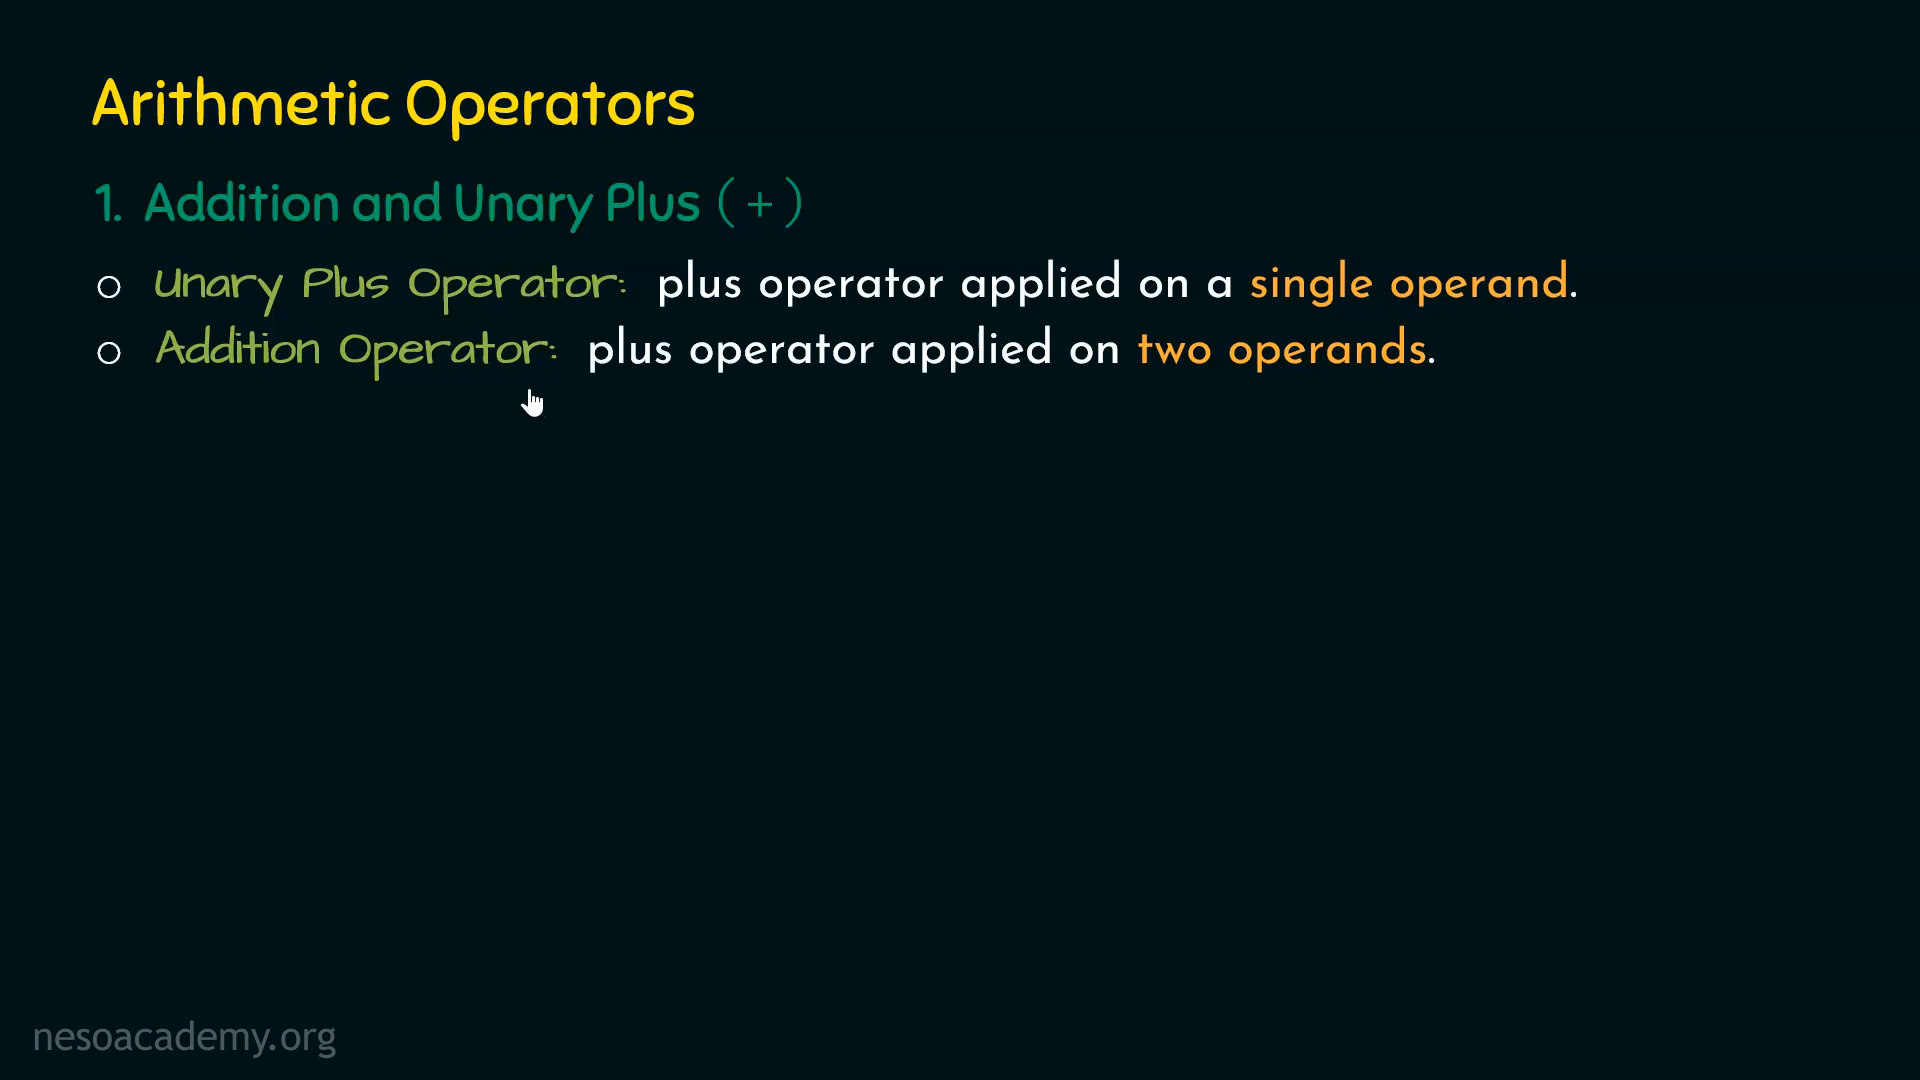 Arithmetic Operators
1. Addition and Unary Plus ( + )
○ Unary Plus Operator: plus operator applied on a single operand.
○ Addition Operator: plus operator applied on two operands.
nesoacademy.org